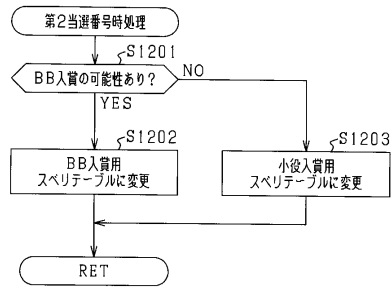 第2当選番号時処理
S1201
BB入賞の可能性あり?
NO
YES
S1202
BB入賞用
スベリテーブルに変更
S1203
小役入賞用
スベリテーブルに変更
RET